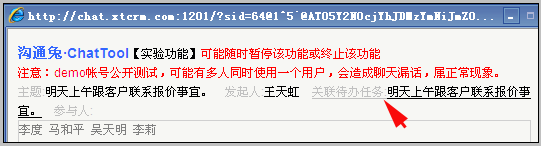 http://chat.xtcrm.com:1201/?sid=64@1^5`@ATO5Y2NOcjYhJDMzYmNiJmZO...
沟通兔·ChatTool【实验功能】可能随时暂停该功能或终止该功能
注意：demo帐号公开测试，可能有多人同时使用一个用户，会造成聊天漏话，属正常现象。
主题:明天上午跟客户联系报价事宜。 发起人:王天虹 关联待办任务:明天上午跟客户联系报价事
宜。 参与人:
李度 马和平 吴天明 李莉